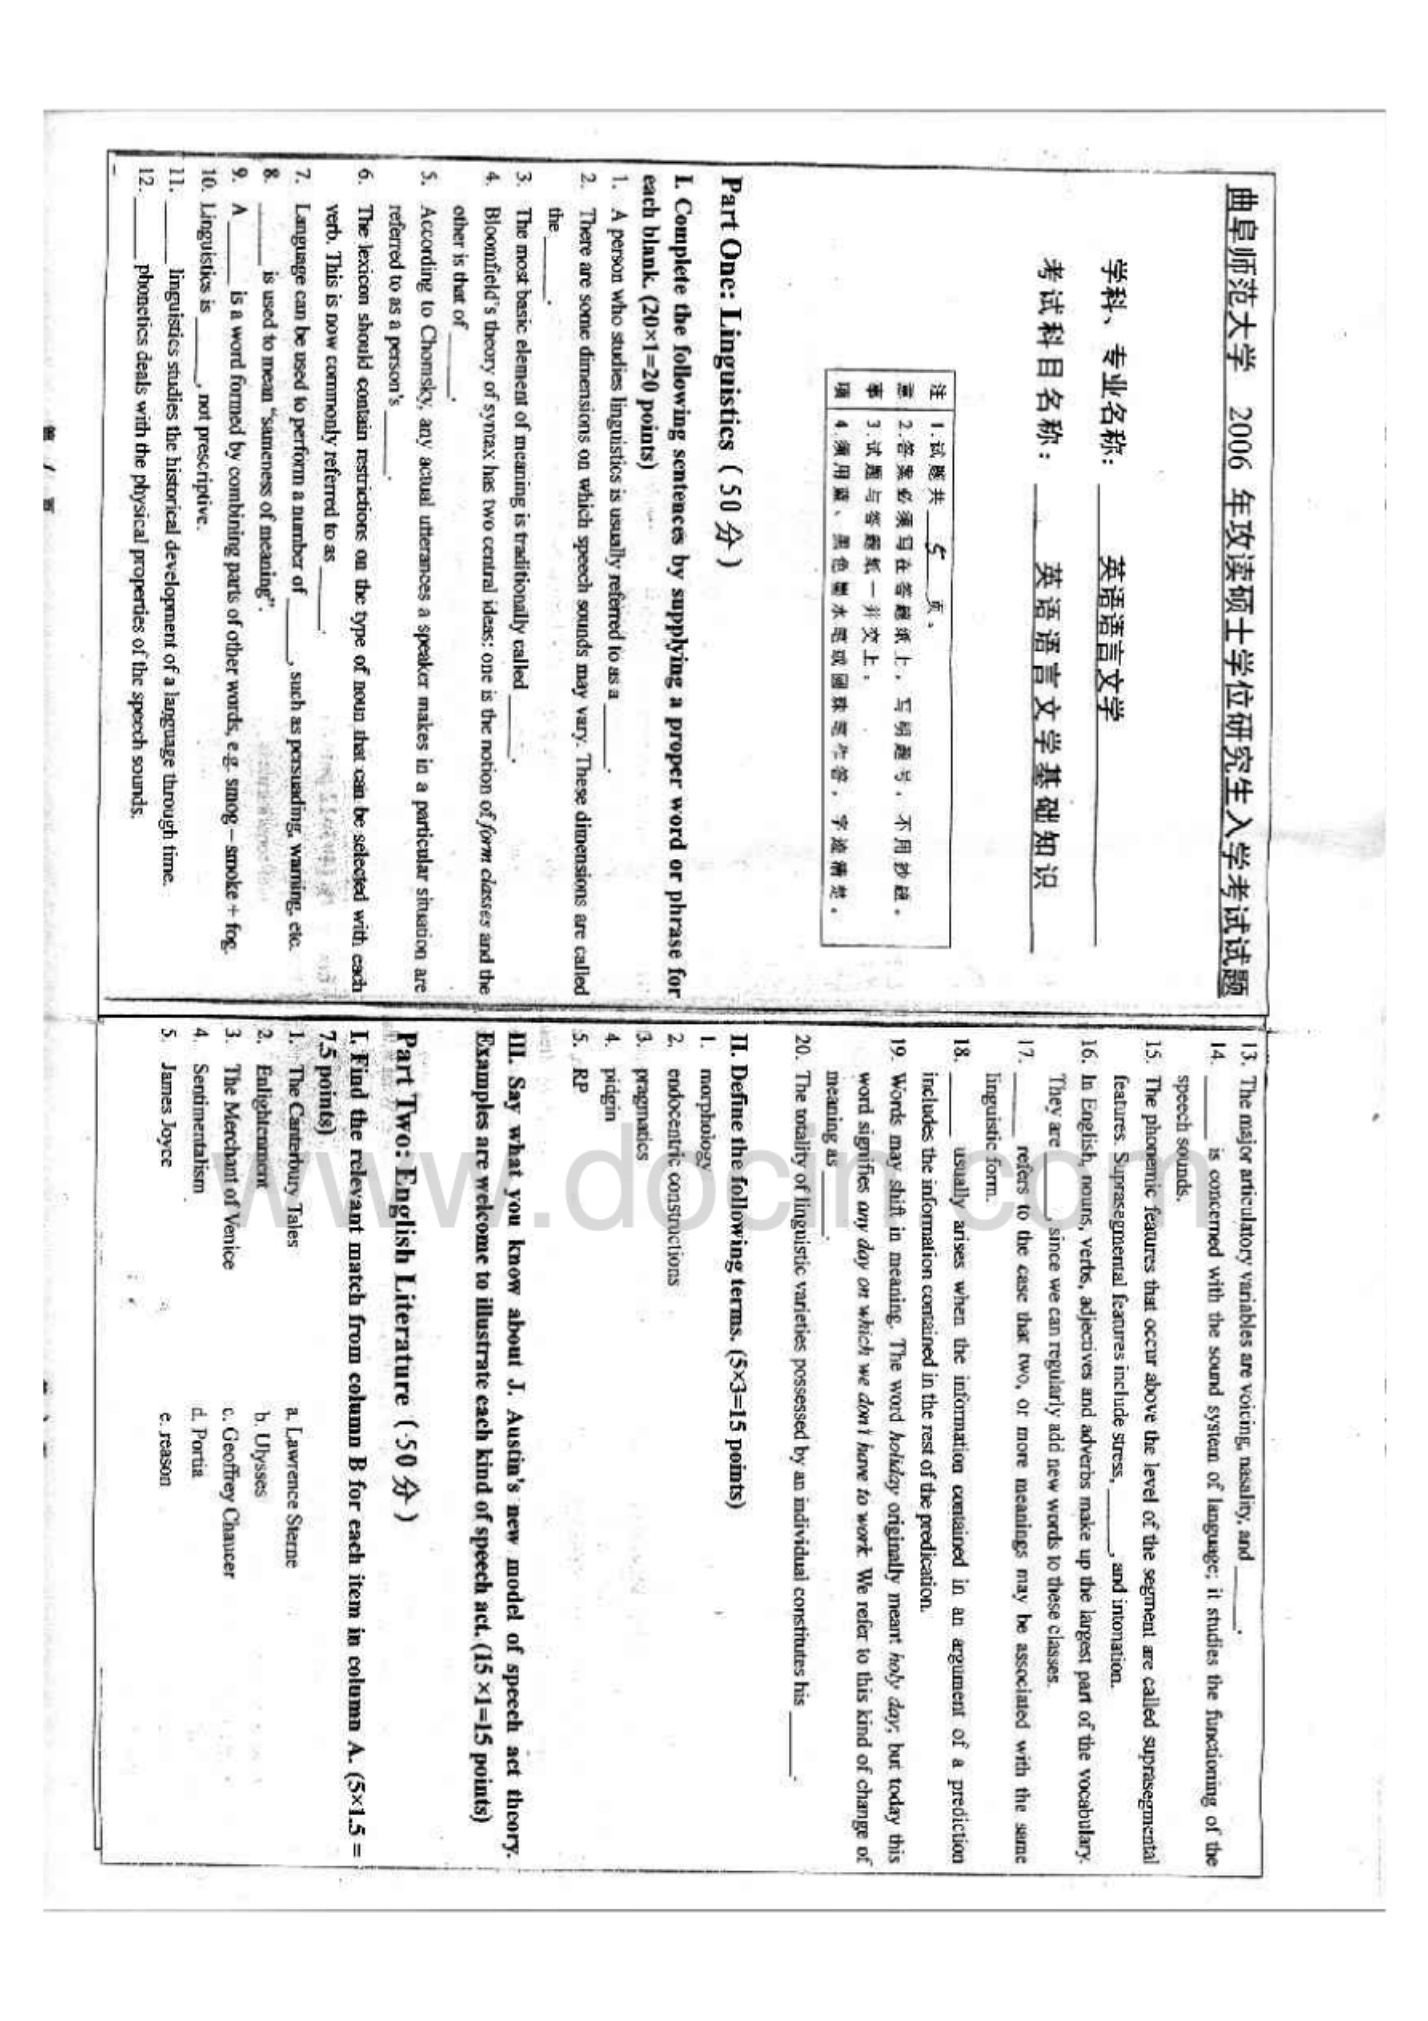 曲阜师范大学 2006 年攻读硕士学位研究生入学考试试题
学科、专业名称: 英语语言文学
考试科目名称: 英语语言文学基础知识
注意事项
1.试题共 5 页。
2.答案必须写在答题纸上,写明题号,不用抄题。
3.试题与答题纸一并交上。
4.须用蓝、黑色墨水笔或圆珠笔作答,字迹清楚。
Part One: Linguistics (50 分)
I. Complete the following sentences by supplying a proper word or phrase for
each blank. (20×1=20 points)
1. A person who studies linguistics is usually referred to as a ______.
2. There are some dimensions on which speech sounds may vary. These dimensions are called
the ______.
3. The most basic element of meaning is traditionally called ______.
4. Bloomfield's theory of syntax has two central ideas: one is the notion of form classes and the
other is that of ______.
5. According to Chomsky, any actual utterances a speaker makes in a particular situation are
referred to as a person's ______.
6. The lexicon should contain restrictions on the type of noun that can be selected with each
verb. This is now commonly referred to as ______.
7. Language can be used to perform a number of ______, such as persuading, warning, etc.
8. ______ is used to mean "sameness of meaning".
9. A ______ is a word formed by combining parts of other words, e.g. smog – smoke + fog.
10. Linguistics is ______, not prescriptive.
11. ______ linguistics studies the historical development of a language through time.
12. ______ phonetics deals with the physical properties of the speech sounds.
13. The major articulatory variables are voicing, nasality, and ______.
14. ______ is concerned with the sound system of language; it studies the functioning of the
speech sounds.
15. The phonemic features that occur above the level of the segment are called suprasegmental
features. Suprasegmental features include stress, ______, and intonation.
16. In English, nouns, verbs, adjectives and adverbs make up the largest part of the vocabulary.
They are ______, since we can regularly add new words to these classes.
17. ______ refers to the case that two, or more meanings may be associated with the same
linguistic form.
18. ______ usually arises when the information contained in an argument of a prediction
includes the information contained in the rest of the predication.
19. Words may shift in meaning. The word holiday originally meant holy day; but today this
word signifies any day on which we don't have to work. We refer to this kind of change of
meaning as ______.
20. The totality of linguistic varieties possessed by an individual constitutes his ______.
II. Define the following terms. (5×3=15 points)
1. morphology
2. endocentric constructions
3. pragmatics
4. pidgin
5. RP
III. Say what you know about J. Austin's new model of speech act theory.
Examples are welcome to illustrate each kind of speech act. (15 ×1=15 points)
Part Two: English Literature (50 分)
I. Find the relevant match from column B for each item in column A. (5×1.5 =
7.5 points)
1. The Canterbury Tales a. Lawrence Sterne
2. Enlightenment b. Ulysses
3. The Merchant of Venice c. Geoffrey Chaucer
4. Sentimentalism d. Portia
5. James Joyce e. reason
第 1 页
www.docin.com